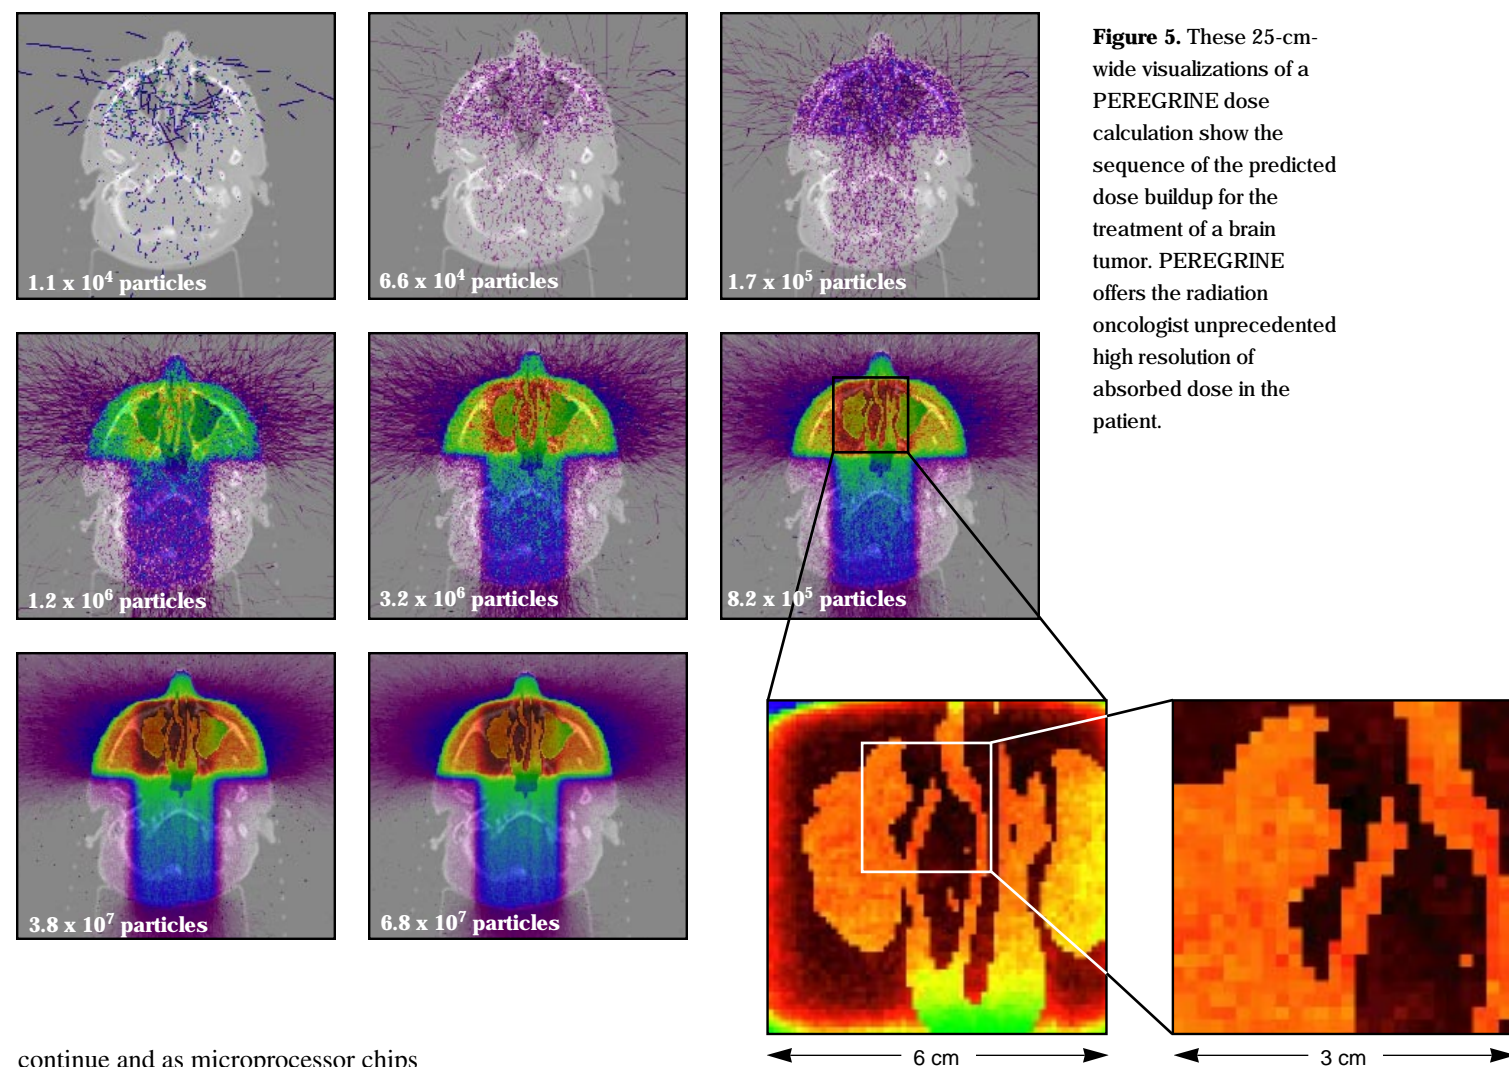 1.1 x 10⁴ particles
6.6 x 10⁴ particles
1.7 x 10⁵ particles
Figure 5. These 25-cm-
wide visualizations of a
PEREGRINE dose
calculation show the
sequence of the predicted
dose buildup for the
treatment of a brain
tumor. PEREGRINE
offers the radiation
oncologist unprecedented
high resolution of
absorbed dose in the
patient.
1.2 x 10⁶ particles
3.2 x 10⁶ particles
8.2 x 10⁵ particles
3.8 x 10⁷ particles
6.8 x 10⁷ particles
6 cm
3 cm
continue and as microprocessor chips